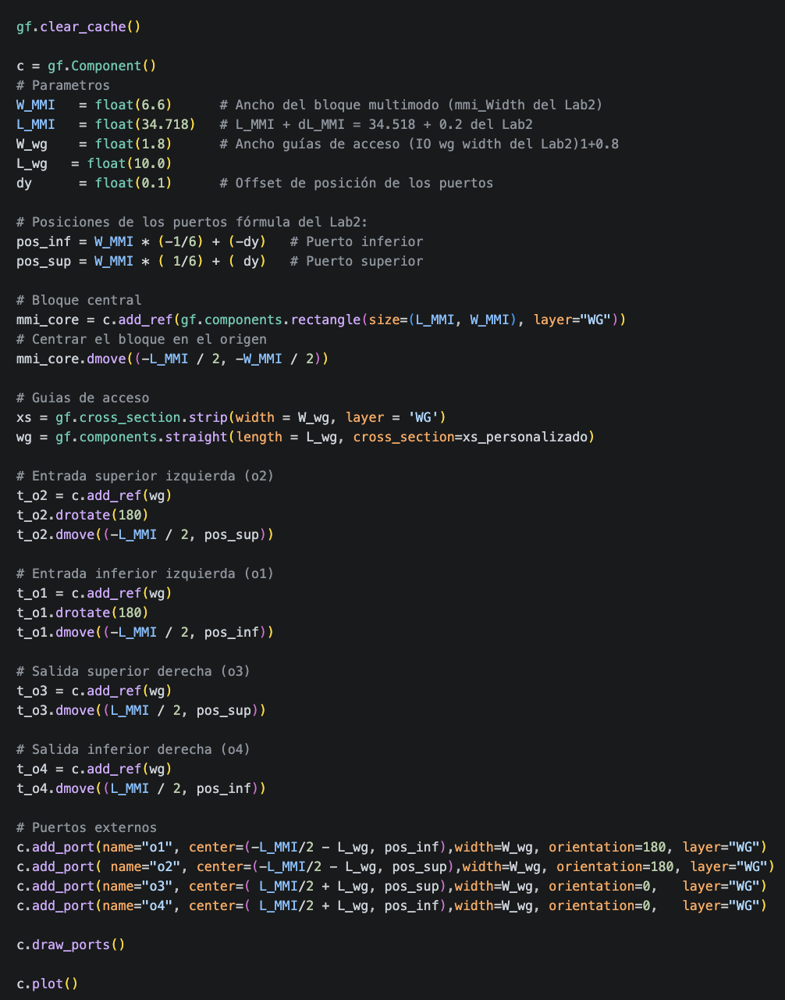 gf.clear_cache()
c = gf.Component()
# Parametros
W_MMI   = float(6.6)      # Ancho del bloque multimodo (mmi_Width del Lab2)
L_MMI   = float(34.718)   # L_MMI + dL_MMI = 34.518 + 0.2 del Lab2
W_wg    = float(1.8)      # Ancho guías de acceso (IO wg width del Lab2)1+0.8
L_wg   = float(10.0)
dy      = float(0.1)      # Offset de posición de los puertos
# Posiciones de los puertos fórmula del Lab2:
pos_inf = W_MMI * (-1/6) + (-dy)   # Puerto inferior
pos_sup = W_MMI * ( 1/6) + ( dy)   # Puerto superior
# Bloque central
mmi_core = c.add_ref(gf.components.rectangle(size=(L_MMI, W_MMI), layer="WG"))
# Centrar el bloque en el origen
mmi_core.dmove((-L_MMI / 2, -W_MMI / 2))
# Guias de acceso
xs = gf.cross_section.strip(width = W_wg, layer = 'WG')
wg = gf.components.straight(length = L_wg, cross_section=xs_personalizado)
# Entrada superior izquierda (o2)
t_o2 = c.add_ref(wg)
t_o2.drotate(180)
t_o2.dmove((-L_MMI / 2, pos_sup))
# Entrada inferior izquierda (o1)
t_o1 = c.add_ref(wg)
t_o1.drotate(180)
t_o1.dmove((-L_MMI / 2, pos_inf))
# Salida superior derecha (o3)
t_o3 = c.add_ref(wg)
t_o3.dmove((L_MMI / 2, pos_sup))
# Salida inferior derecha (o4)
t_o4 = c.add_ref(wg)
t_o4.dmove((L_MMI / 2, pos_inf))
# Puertos externos
c.add_port(name="o1", center=(-L_MMI/2 - L_wg, pos_inf),width=W_wg, orientation=180, layer="WG")
c.add_port( name="o2", center=(-L_MMI/2 - L_wg, pos_sup),width=W_wg, orientation=180, layer="WG")
c.add_port(name="o3", center=( L_MMI/2 + L_wg, pos_sup),width=W_wg, orientation=0,   layer="WG")
c.add_port(name="o4", center=( L_MMI/2 + L_wg, pos_inf),width=W_wg, orientation=0,   layer="WG")
c.draw_ports()
c.plot()